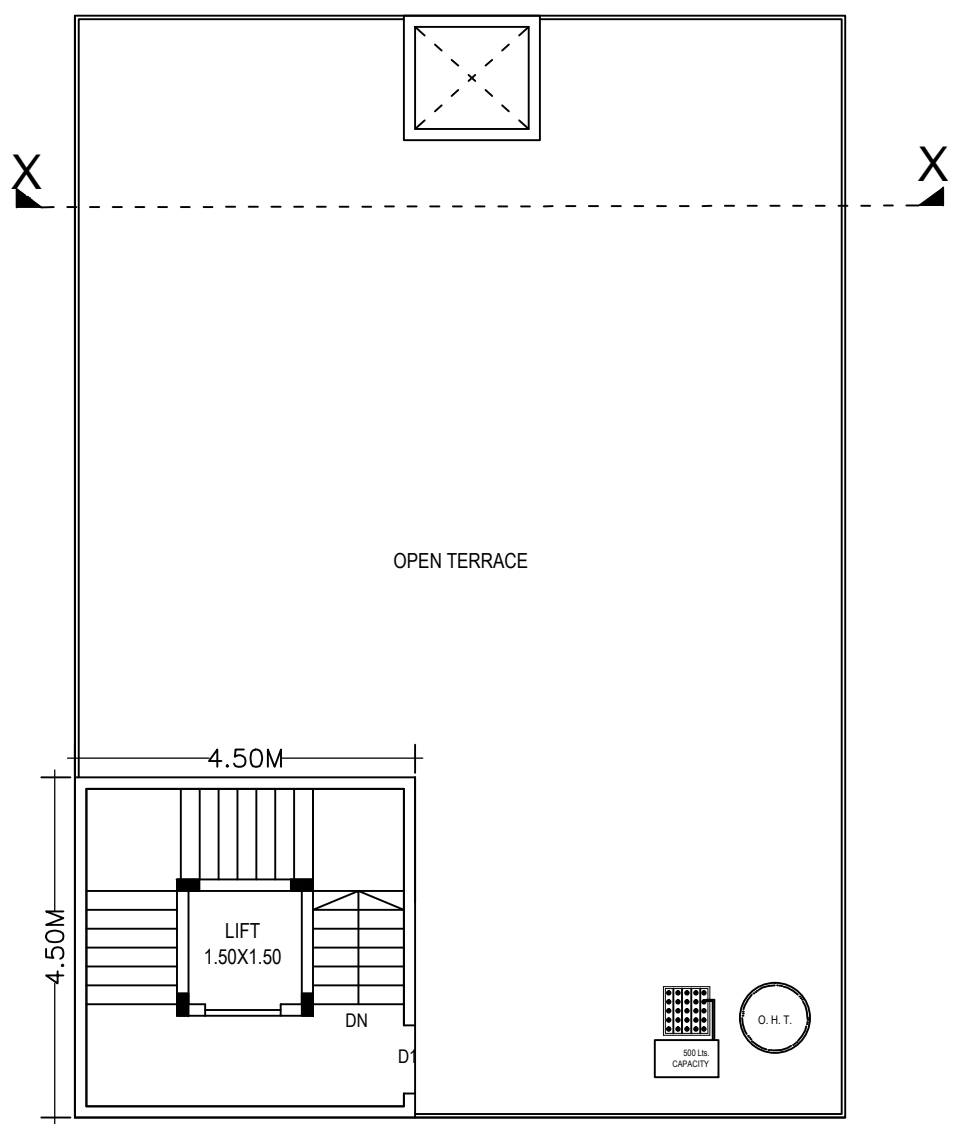 X
X
OPEN TERRACE
4.50M
4.50M
LIFT
1.50X1.50
DN
D1
O. H. T.
500 Lts.
CAPACITY